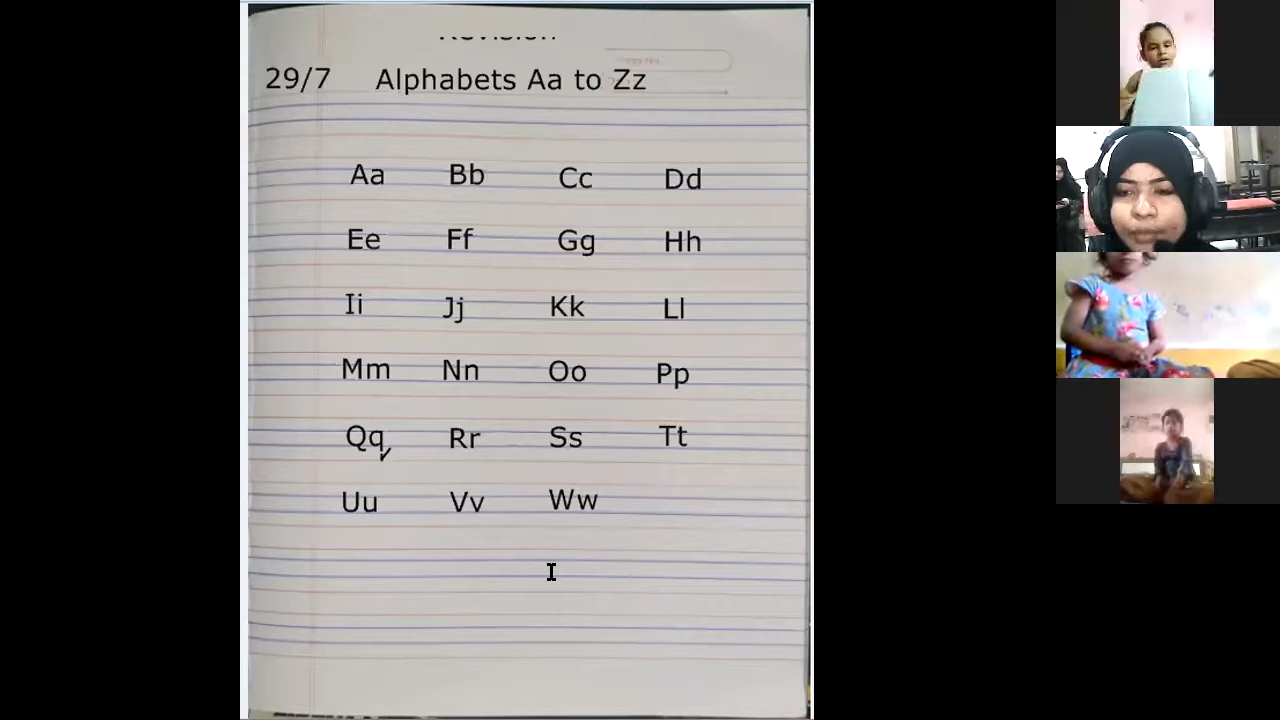 Revision
29/7 Alphabets Aa to Zz
Aa Bb Cc Dd
Ee Ff Gg Hh
Ii Jj Kk Ll
Mm Nn Oo Pp
Qq Rr Ss Tt
Uu Vv Ww